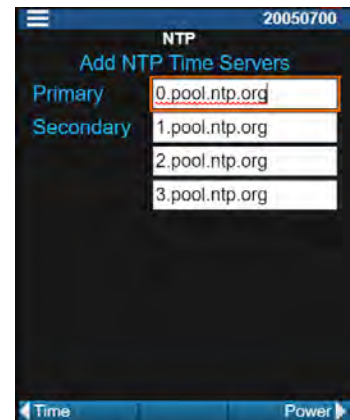 20050700
NTP
Add NTP Time Servers
Primary 0.pool.ntp.org
Secondary 1.pool.ntp.org
2.pool.ntp.org
3.pool.ntp.org
Time Power